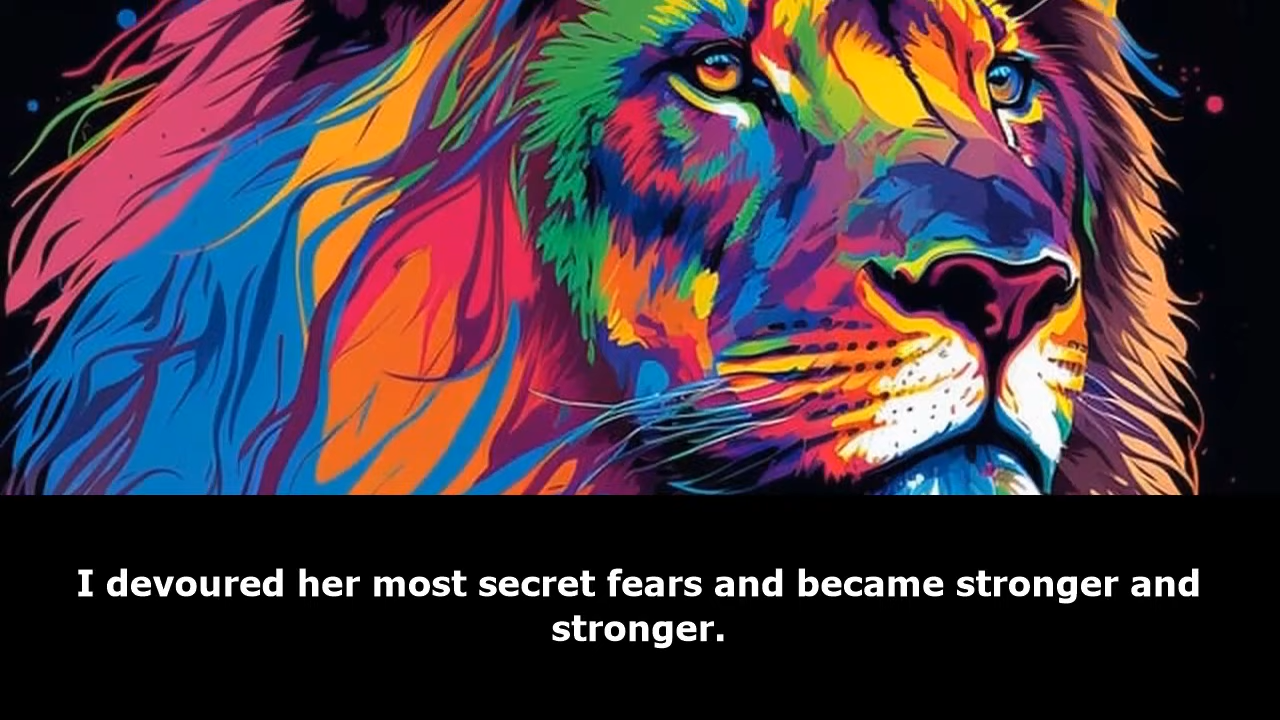 I devoured her most secret fears and became stronger and
stronger.